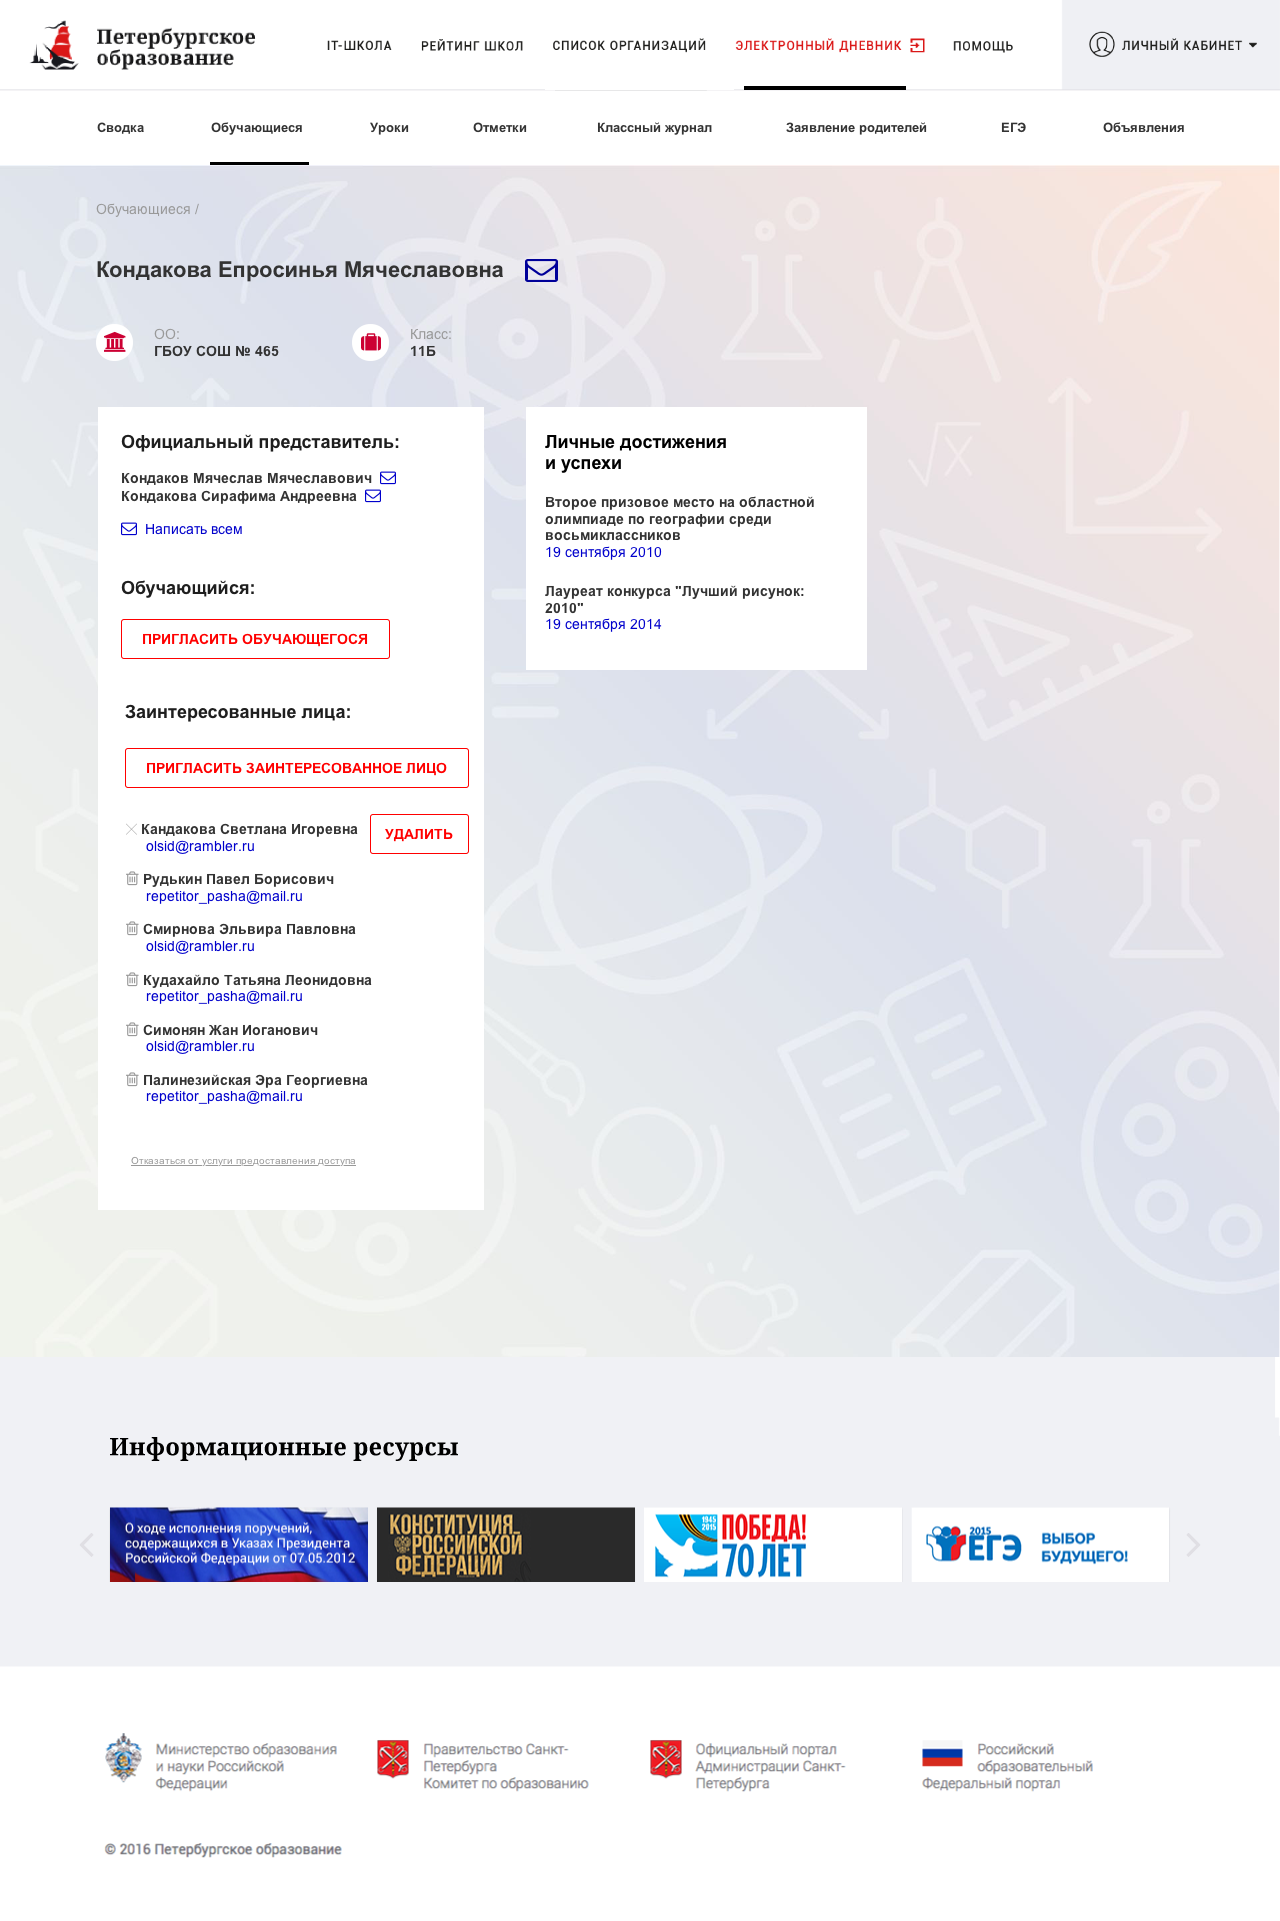 Петербургское
образование
IT-ШКОЛА
РЕЙТИНГ ШКОЛ
СПИСОК ОРГАНИЗАЦИЙ
ЭЛЕКТРОННЫЙ ДНЕВНИК
ПОМОЩЬ
ЛИЧНЫЙ КАБИНЕТ
Сводка
Обучающиеся
Уроки
Отметки
Классный журнал
Заявление родителей
ЕГЭ
Объявления
Обучающиеся /
Кондакова Епросинья Мячеславовна
ОО:
ГБОУ СОШ № 465
Класс:
11Б
Официальный представитель:
Кондаков Мячеслав Мячеславович
Кондакова Сирафима Андреевна
Написать всем
Обучающийся:
ПРИГЛАСИТЬ ОБУЧАЮЩЕГОСЯ
Заинтересованные лица:
ПРИГЛАСИТЬ ЗАИНТЕРЕСОВАННОЕ ЛИЦО
Кандакова Светлана Игоревна
olsid@rambler.ru
УДАЛИТЬ
Рудькин Павел Борисович
repetitor_pasha@mail.ru
Смирнова Эльвира Павловна
olsid@rambler.ru
Кудахайло Татьяна Леонидовна
repetitor_pasha@mail.ru
Симонян Жан Иоганович
olsid@rambler.ru
Палинезийская Эра Георгиевна
repetitor_pasha@mail.ru
Отказаться от услуги предоставления доступа
Личные достижения
и успехи
Второе призовое место на областной
олимпиаде по географии среди
восьмиклассников
19 сентября 2010
Лауреат конкурса "Лучший рисунок:
2010"
19 сентября 2014
Информационные ресурсы
О ходе исполнения поручений,
содержащихся в Указах Президента
Российской Федерации от 07.05.2012
КОНСТИТУЦИЯ
РОССИЙСКОЙ
ФЕДЕРАЦИИ
1945
2015
ПОБЕДА!
70 ЛЕТ
2015
ЕГЭ
ВЫБОР
БУДУЩЕГО!
Министерство образования
и науки Российской
Федерации
Правительство Санкт-
Петербурга
Комитет по образованию
Официальный портал
Администрации Санкт-
Петербурга
Российский
образовательный
Федеральный портал
© 2016 Петербургское образование